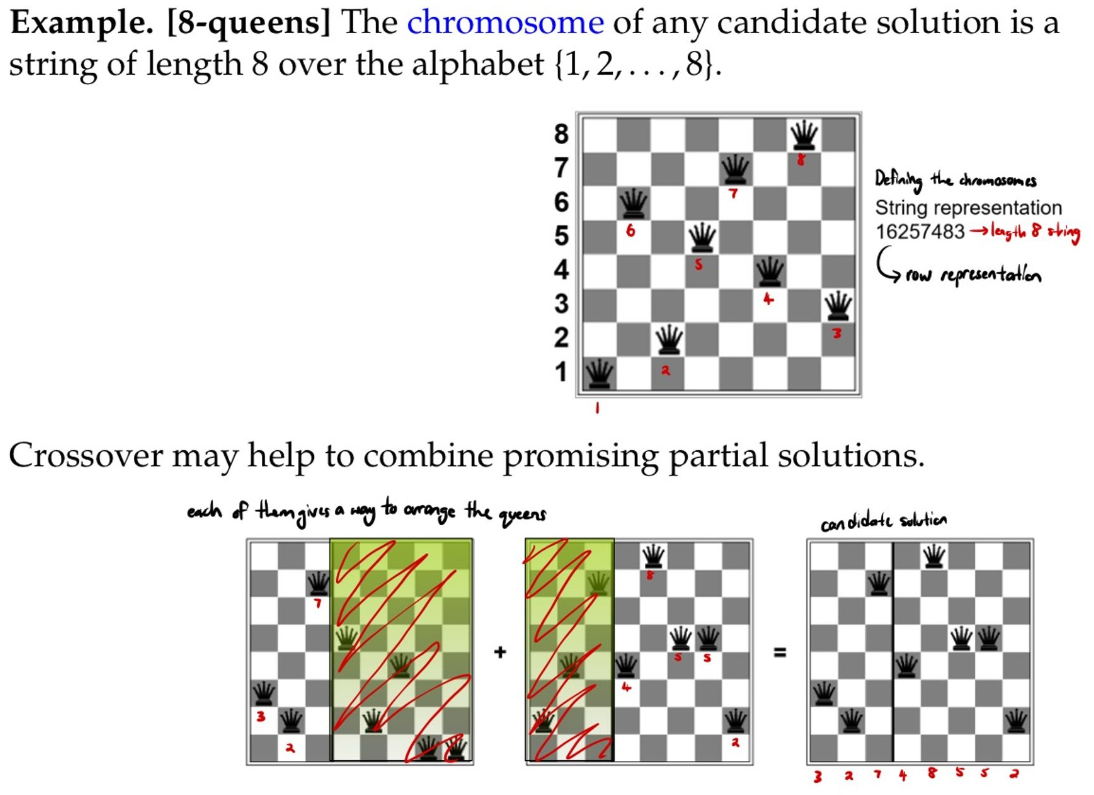 Example. [8-queens] The chromosome of any candidate solution is a
string of length 8 over the alphabet {1, 2, . . . , 8}.
8
7
6
5
4
3
2
1
8
7
6
5
4
3
2
1
Defining the chromosomes
String representation
16257483 → length 8 string
row representation
Crossover may help to combine promising partial solutions.
each of them gives a way to arrange the queens
candidate solution
7
3
2
+
8
5 5
4
2
=
3 2 7 4 8 5 5 2